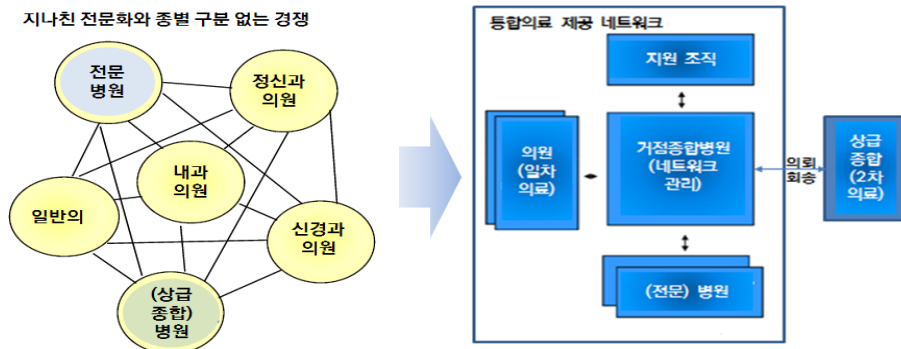 지나친 전문화와 종별 구분 없는 경쟁
전문
병원
정신과
의원
내과
의원
일반의
신경과
의원
(상급
종합)
병원
통합의료 제공 네트워크
지원 조직
의원
(일차
의료)
거점종합병원
(네트워크
관리)
의뢰
회송
상급
종합
(2차
의료)
(전문) 병원